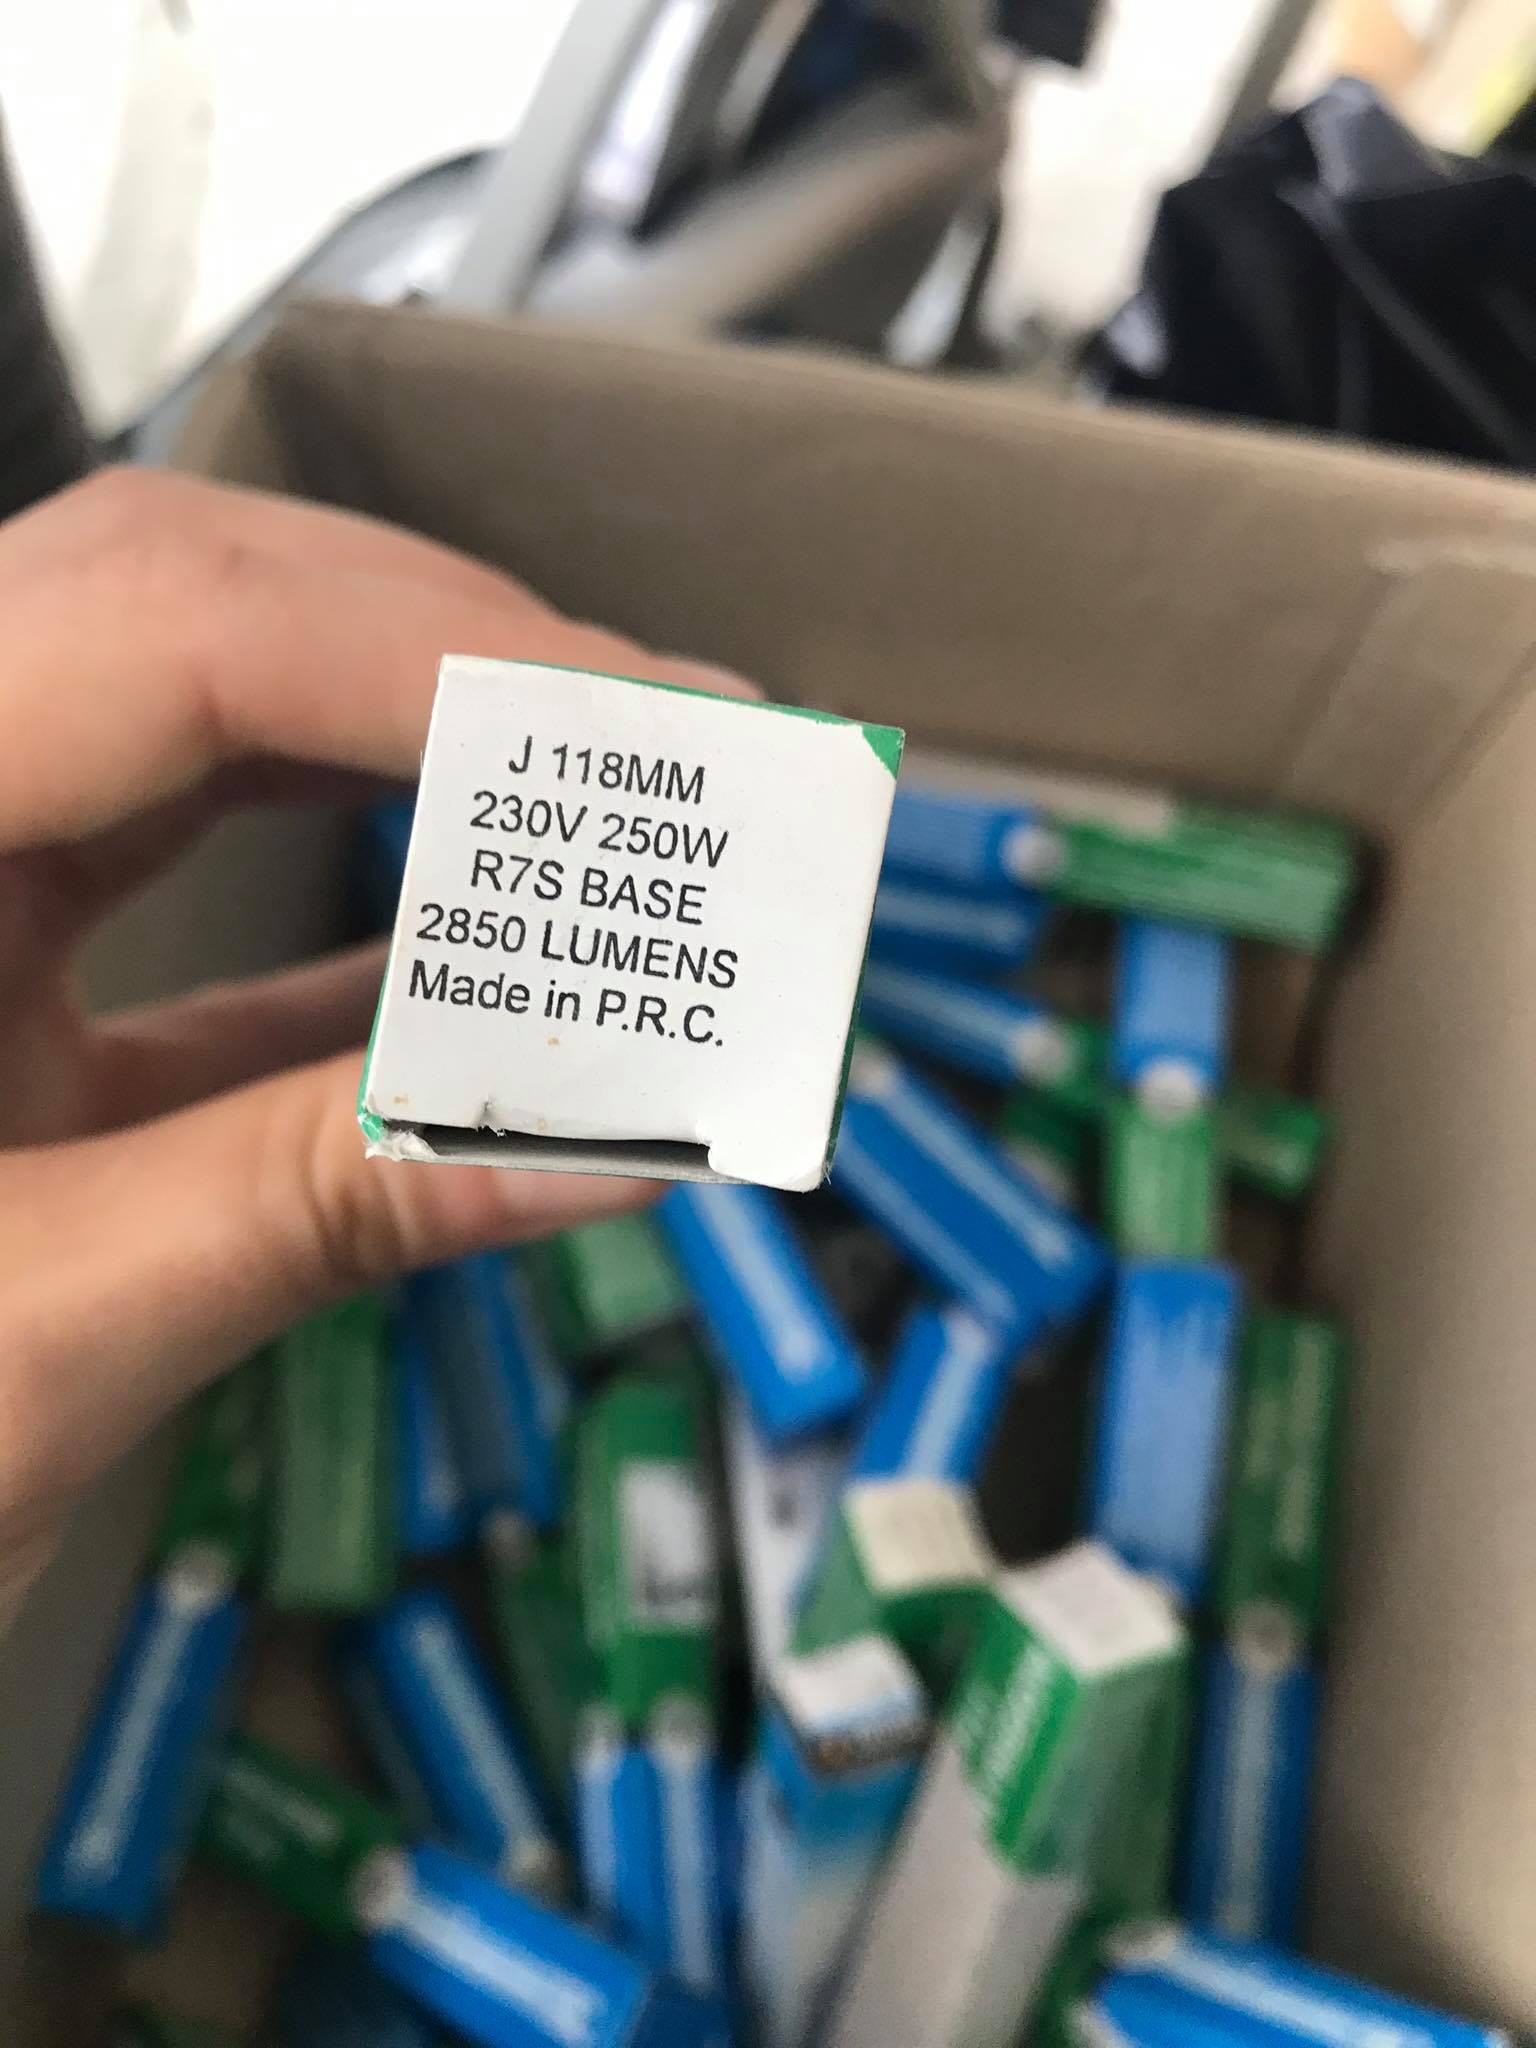 J 118MM
230V 250W
R7S BASE
2850 LUMENS
Made in P.R.C.